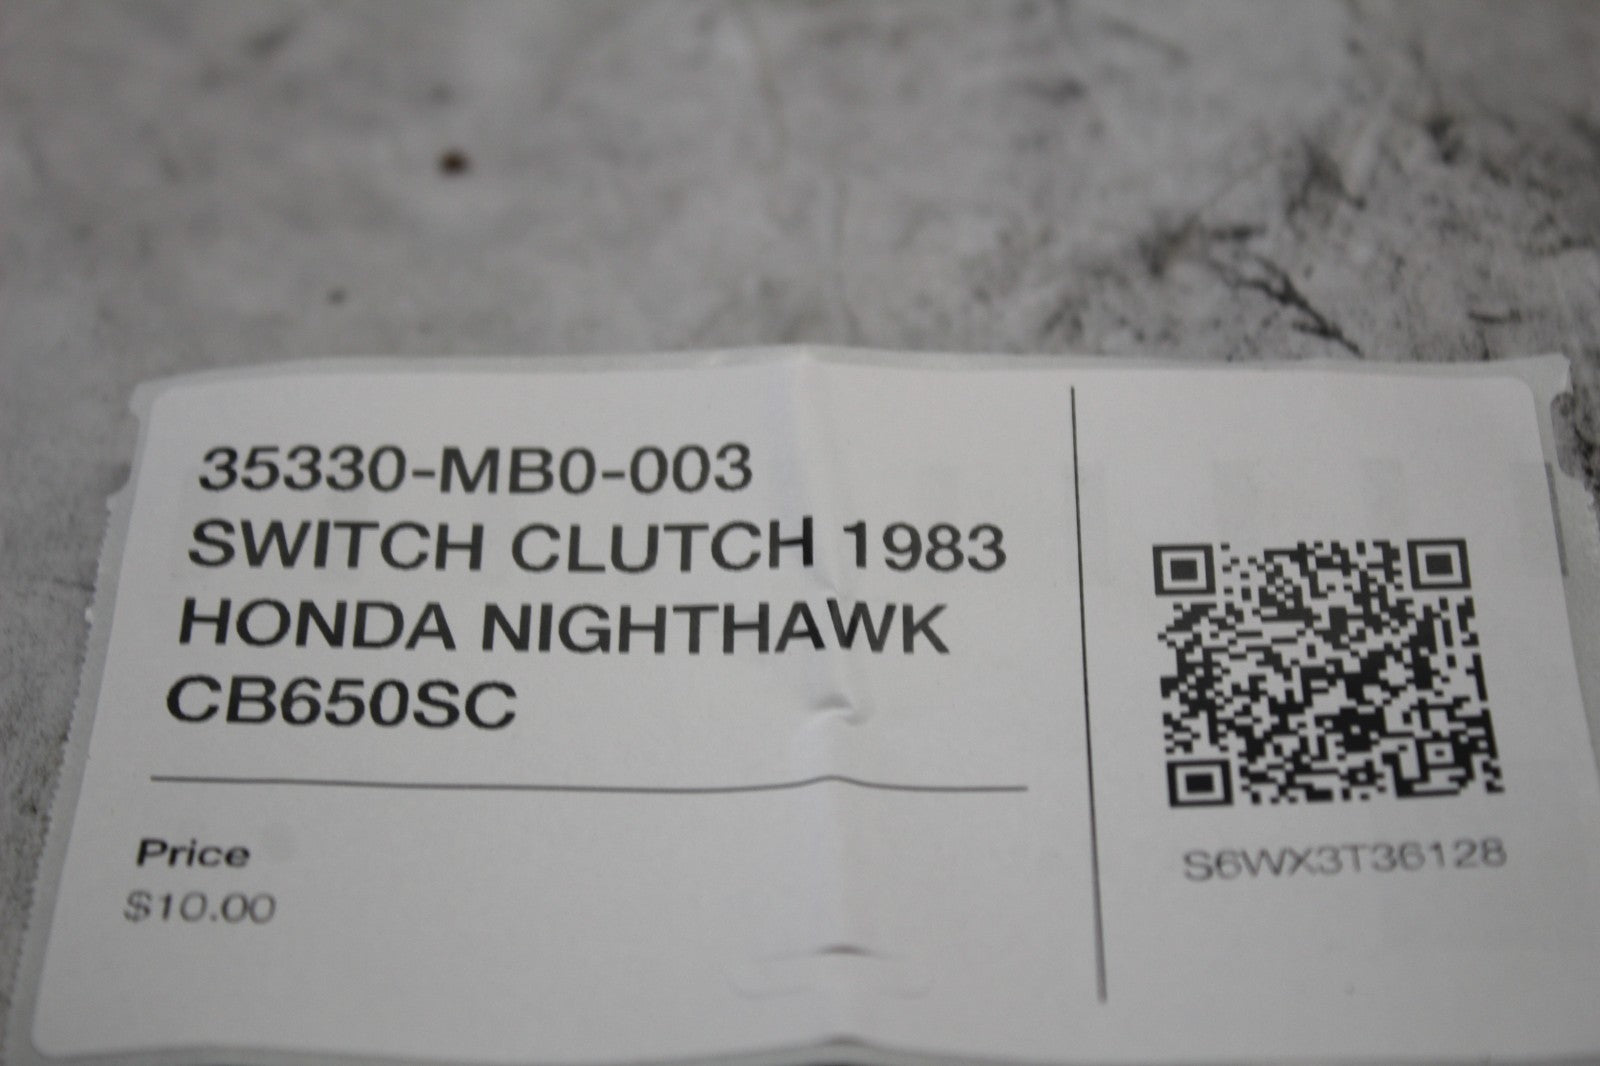 35330-MB0-003
SWITCH CLUTCH 1983
HONDA NIGHTHAWK
CB650SC
Price
$10.00
S6WX3T36128